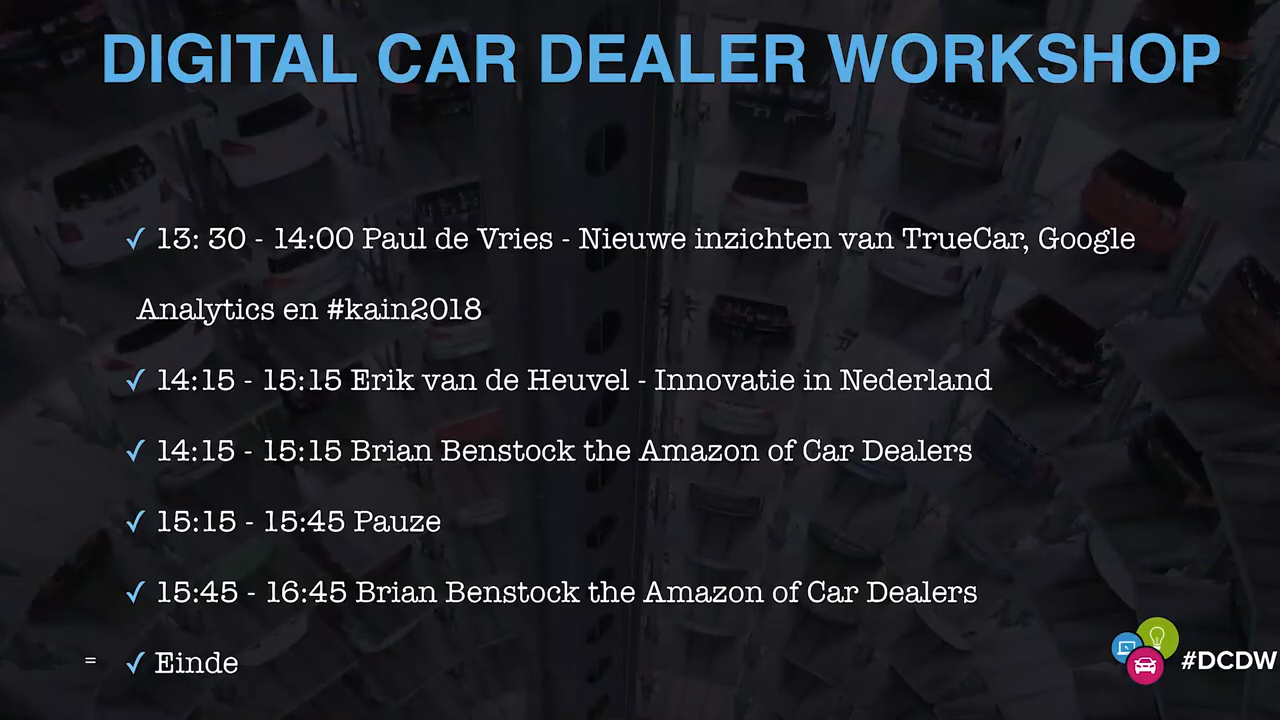 DIGITAL CAR DEALER WORKSHOP
✓ 13: 30 - 14:00 Paul de Vries - Nieuwe inzichten van TrueCar, Google
Analytics en #kain2018
✓ 14:15 - 15:15 Erik van de Heuvel - Innovatie in Nederland
✓ 14:15 - 15:15 Brian Benstock the Amazon of Car Dealers
✓ 15:15 - 15:45 Pauze
✓ 15:45 - 16:45 Brian Benstock the Amazon of Car Dealers
= ✓ Einde
#DCDW